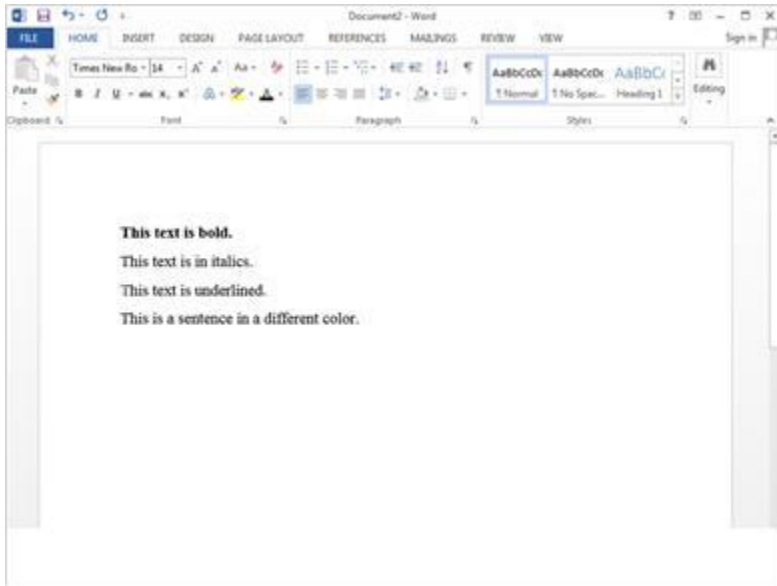 Document2 - Word
FILE HOME INSERT DESIGN PAGE LAYOUT REFERENCES MAILINGS REVIEW VIEW Sign in
Times New Ro 14 Aa
Paste B I U abc A A AaBbCcDc AaBbCcDc AaBbCc Editing
¶ Normal ¶ No Spac... Heading 1
Clipboard Font Paragraph Styles
This text is bold.
This text is in italics.
This text is underlined.
This is a sentence in a different color.